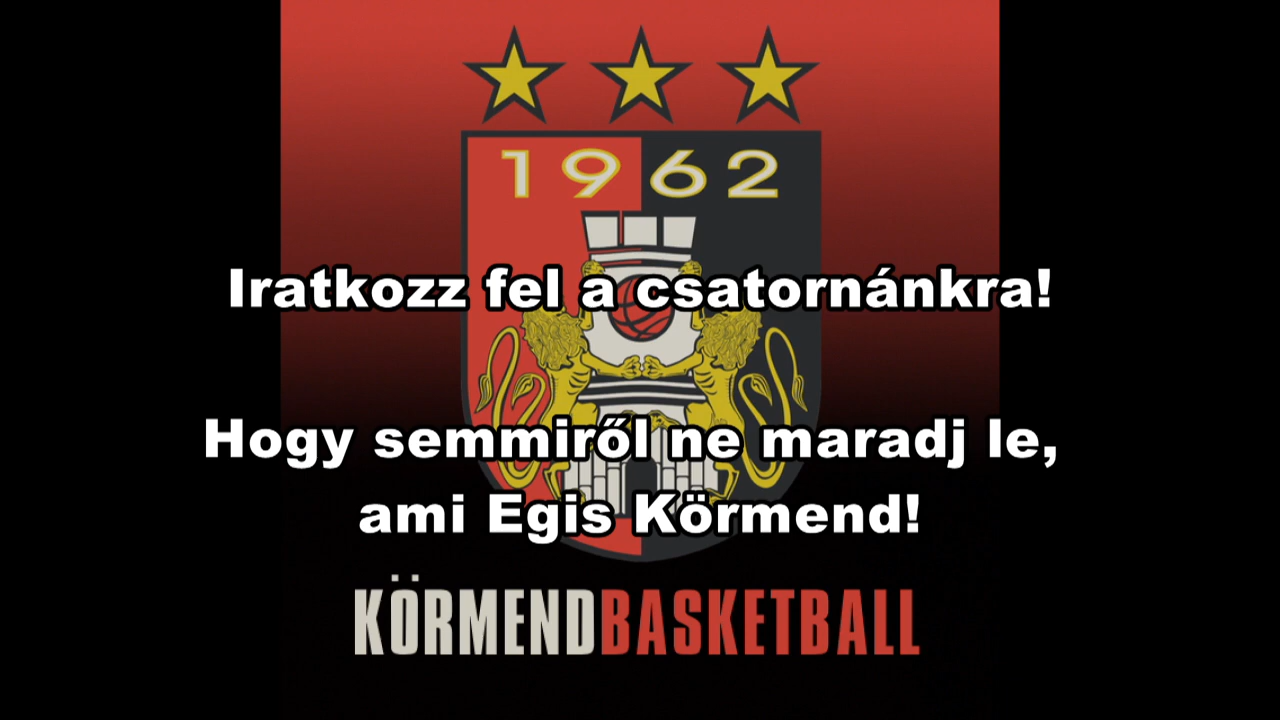 1962
Iratkozz fel a csatornánkra!
Hogy semmiről ne maradj le,
ami Egis Körmend!
KÖRMENDBASKETBALL